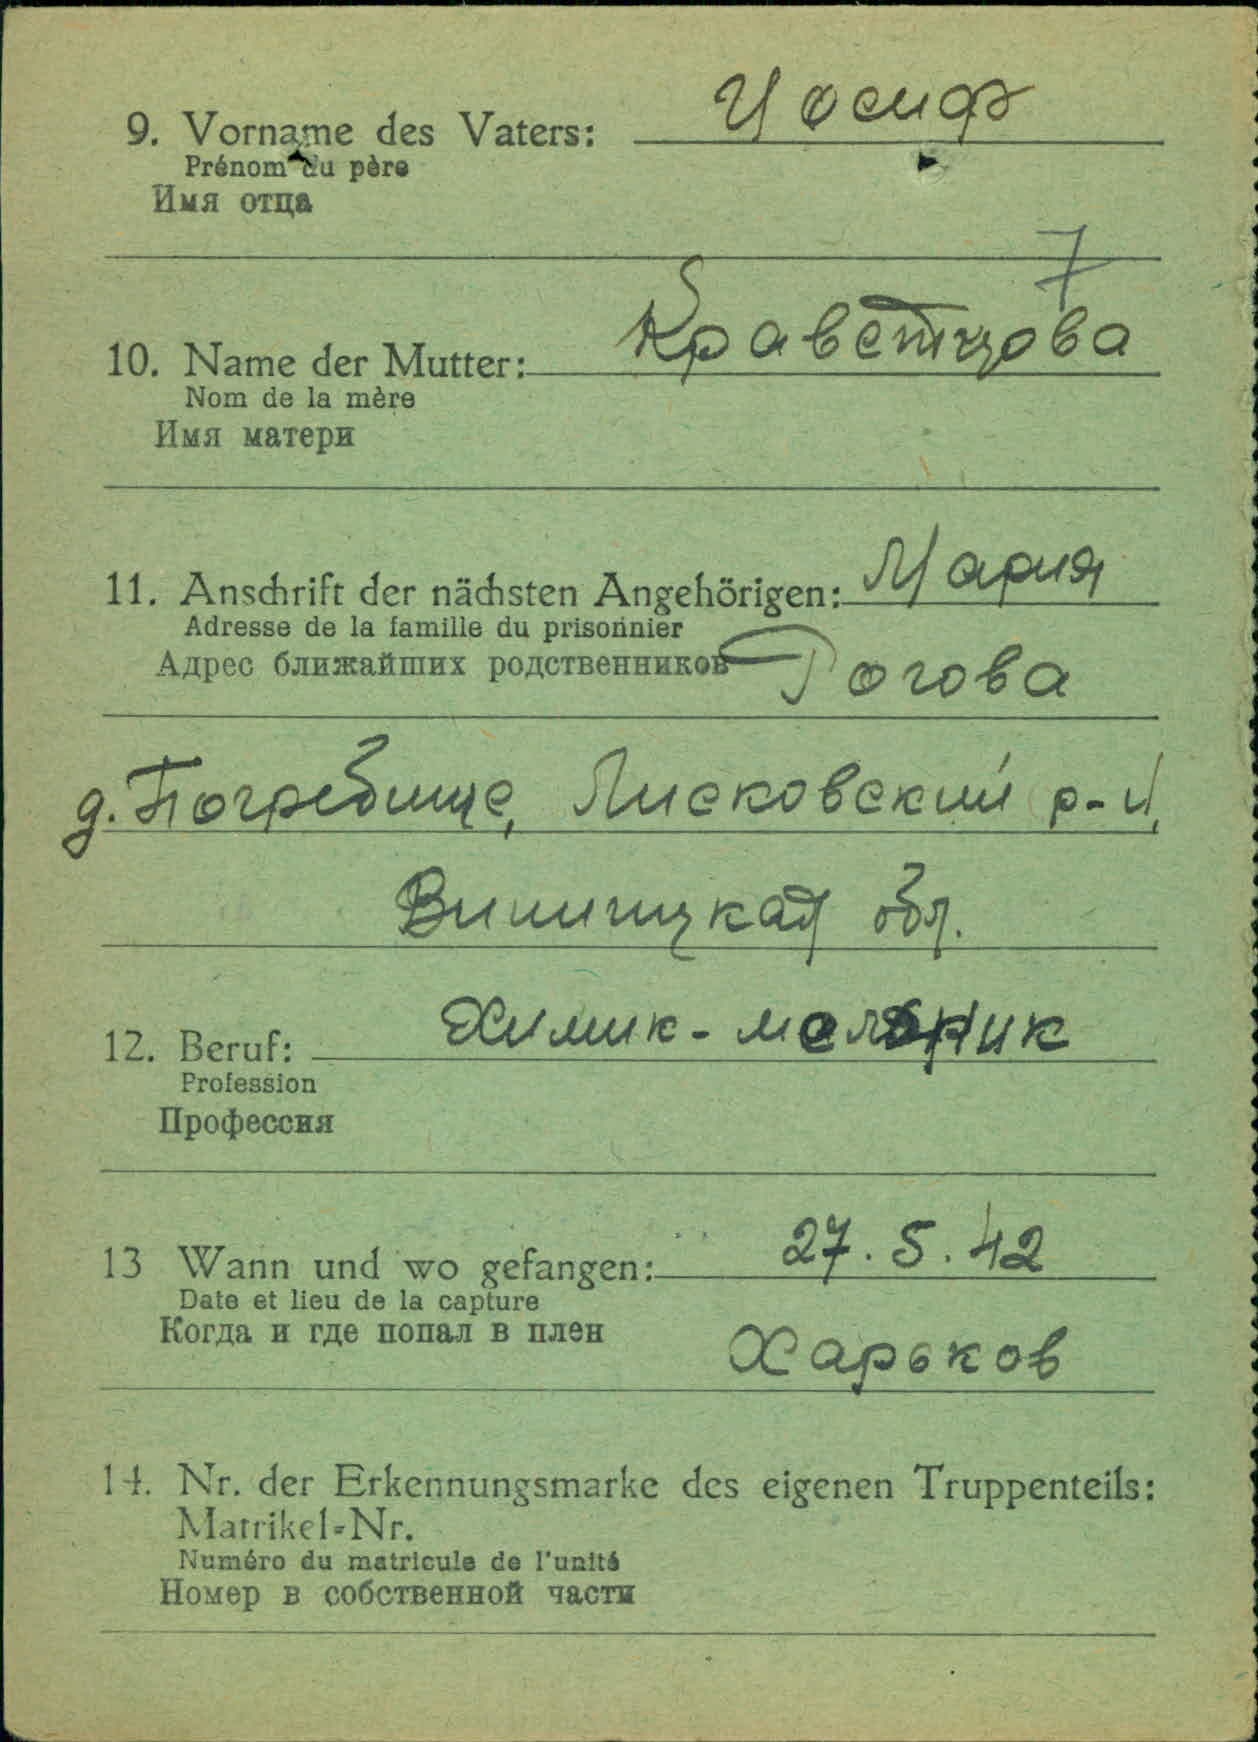 9. Vorname des Vaters: Иосиф
Prénom du père
Имя отца
7
10. Name der Mutter: Краветцова
Nom de la mère
Имя матери
11. Anschrift der nächsten Angehörigen: Мария
Adresse de la famille du prisonnier
Адрес ближайших родственников Рогова
д. Погребище, Лисковский р-н,
Виницкая обл.
12. Beruf: Химик-мельник
Profession
Профессия
13 Wann und wo gefangen: 27. 5. 42
Date et lieu de la capture
Когда и где попал в плен Харьков
14. Nr. der Erkennungsmarke des eigenen Truppenteils:
Matrikel-Nr.
Numéro du matricule de l'unité
Номер в собственной части